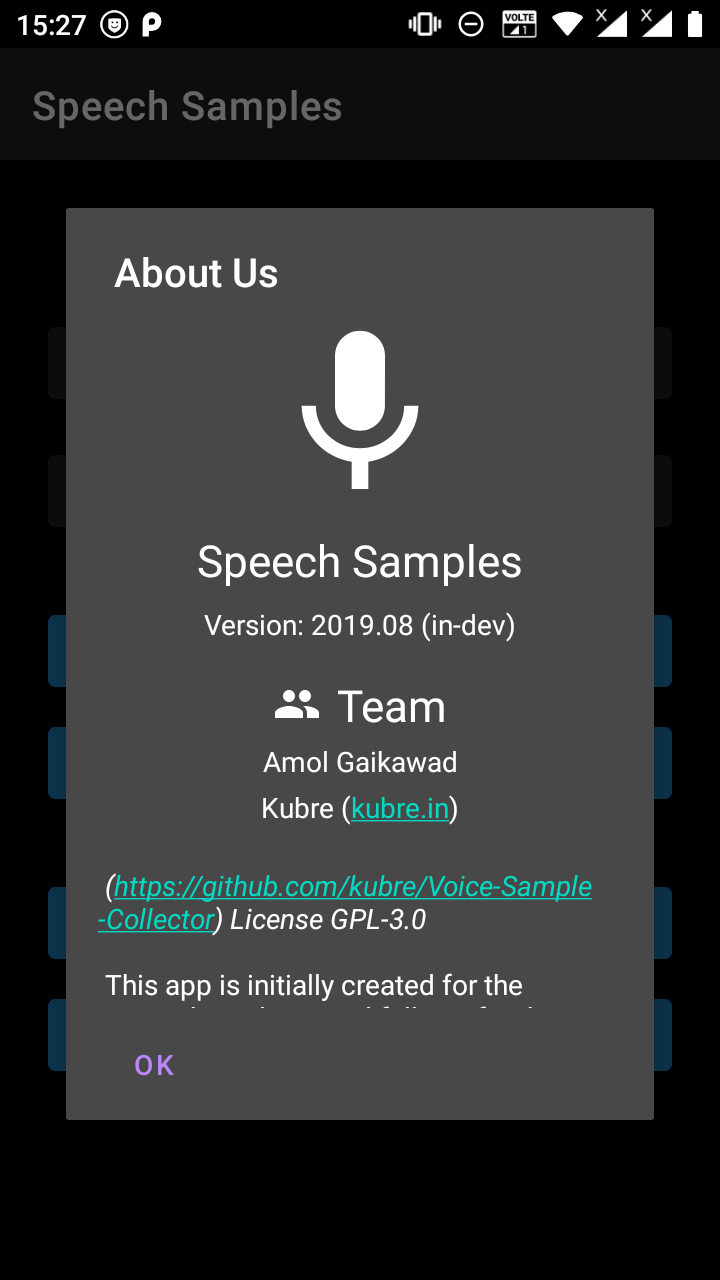 15:27
VOLTE
1
X
X
Speech Samples
About Us
Speech Samples
Version: 2019.08 (in-dev)
Team
Amol Gaikawad
Kubre (kubre.in)
(https://github.com/kubre/Voice-Sample
-Collector) License GPL-3.0
This app is initially created for the
OK